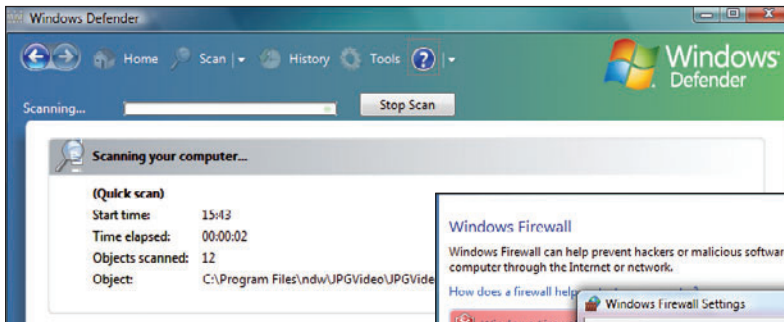 Windows Defender
Home Scan History Tools
Windows
Defender
Scanning...
Stop Scan
Scanning your computer...
(Quick scan)
Start time: 15:43
Time elapsed: 00:00:02
Objects scanned: 12
Object: C:\Program Files\ndw\JPGVideo\JPGVide
Windows Firewall
Windows Firewall can help prevent hackers or malicious softwar
computer through the Internet or network.
How does a firewall help
Windows Firewall Settings